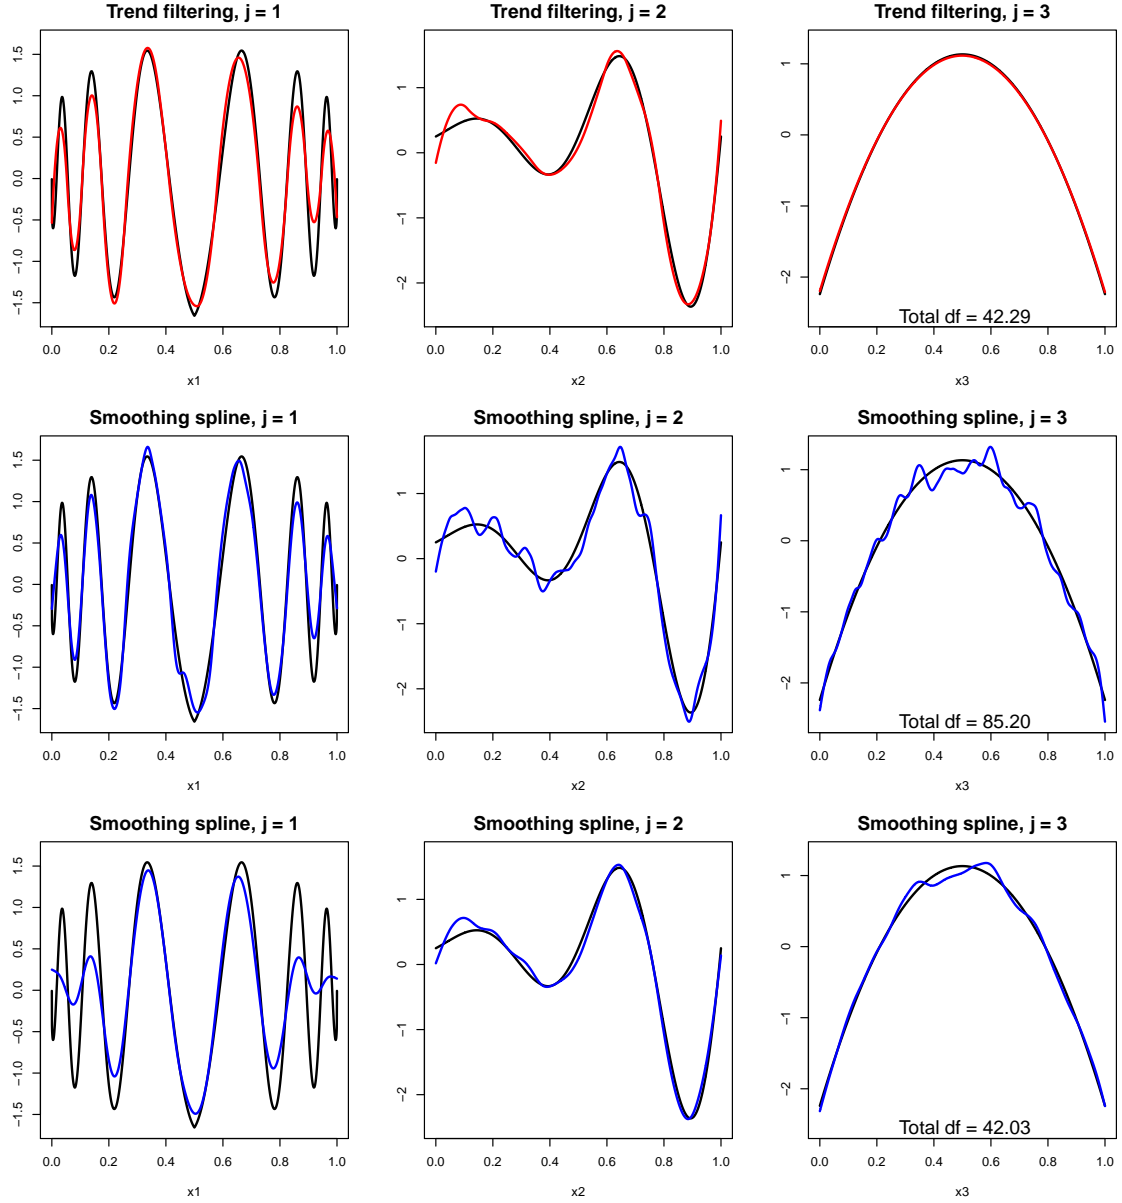 Trend filtering, j = 1
Trend filtering, j = 2
Trend filtering, j = 3
1.5
1.0
0.5
0.0
−0.5
−1.0
−1.5
0.0 0.2 0.4 0.6 0.8 1.0
x1
1
0
−1
−2
0.0 0.2 0.4 0.6 0.8 1.0
x2
1
0
−1
−2
Total df = 42.29
0.0 0.2 0.4 0.6 0.8 1.0
x3
Smoothing spline, j = 1
Smoothing spline, j = 2
Smoothing spline, j = 3
1.5
1.0
0.5
0.0
−0.5
−1.0
−1.5
0.0 0.2 0.4 0.6 0.8 1.0
x1
1
0
−1
−2
0.0 0.2 0.4 0.6 0.8 1.0
x2
1
0
−1
−2
Total df = 85.20
0.0 0.2 0.4 0.6 0.8 1.0
x3
Smoothing spline, j = 1
Smoothing spline, j = 2
Smoothing spline, j = 3
1.5
1.0
0.5
0.0
−0.5
−1.0
−1.5
0.0 0.2 0.4 0.6 0.8 1.0
x1
1
0
−1
−2
0.0 0.2 0.4 0.6 0.8 1.0
x2
1
0
−1
−2
Total df = 42.03
0.0 0.2 0.4 0.6 0.8 1.0
x3